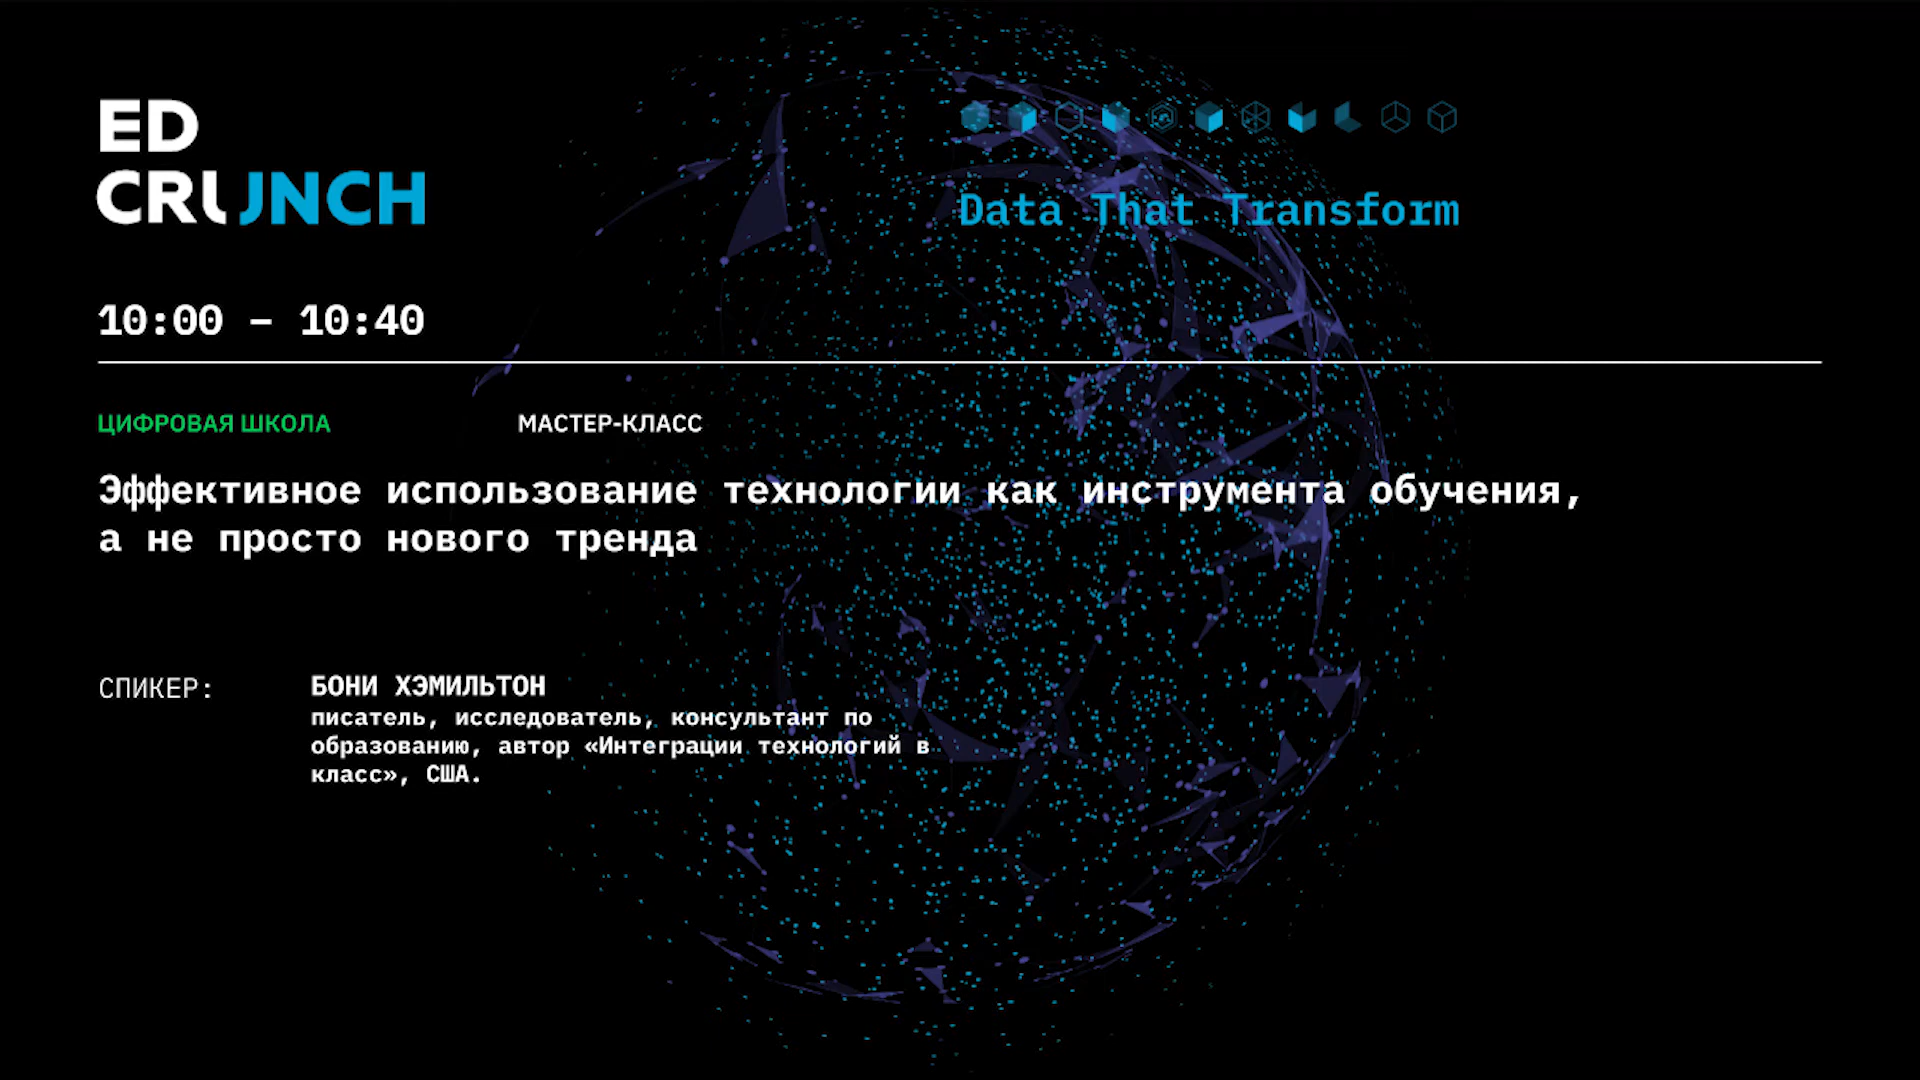 ED
CRUNCH
Data That Transform
10:00 – 10:40
ЦИФРОВАЯ ШКОЛА
МАСТЕР-КЛАСС
Эффективное использование технологии как инструмента обучения,
а не просто нового тренда
СПИКЕР:
БОНИ ХЭМИЛЬТОН
писатель, исследователь, консультант по
образованию, автор «Интеграции технологий в
класс», США.